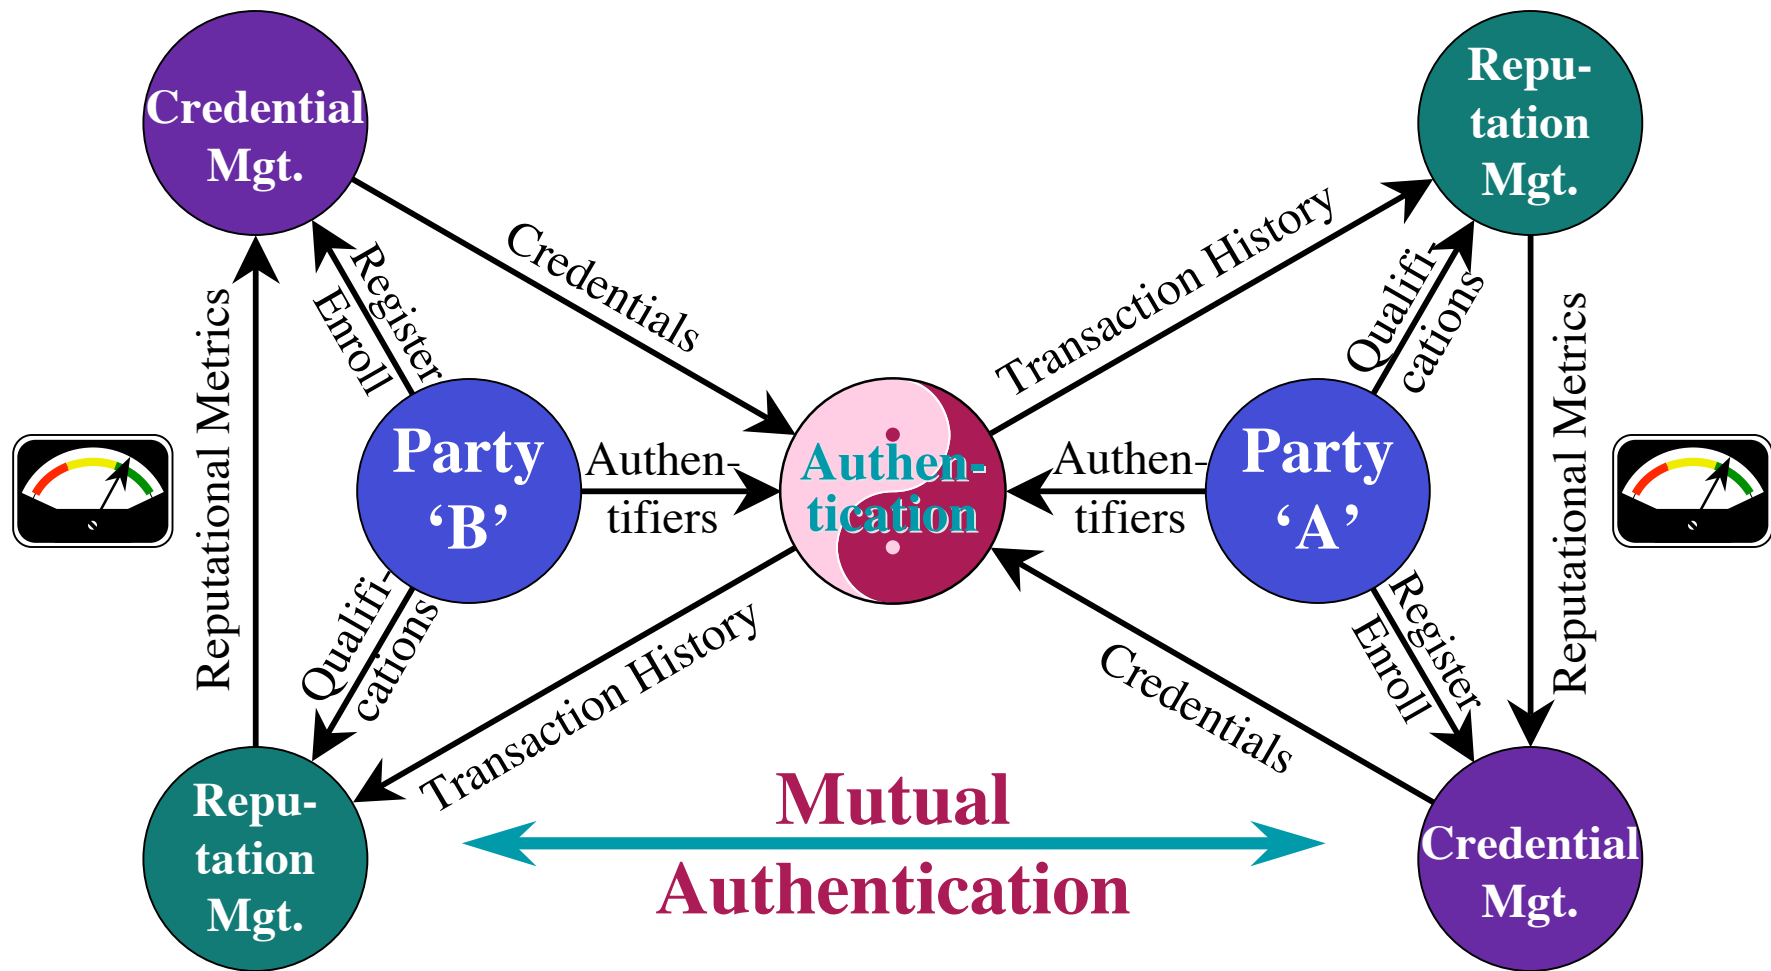 Credential
Mgt.
Repu-
tation
Mgt.
Credentials
Transaction History
Register
Enroll
Qualifi-
cations
Reputational Metrics
Reputational Metrics
Party
‘B’
Authen-
tifiers
Authen-
tication
Authen-
tifiers
Party
‘A’
Qualifi-
cations
Register
Enroll
Transaction History
Credentials
Repu-
tation
Mgt.
Mutual
Authentication
Credential
Mgt.